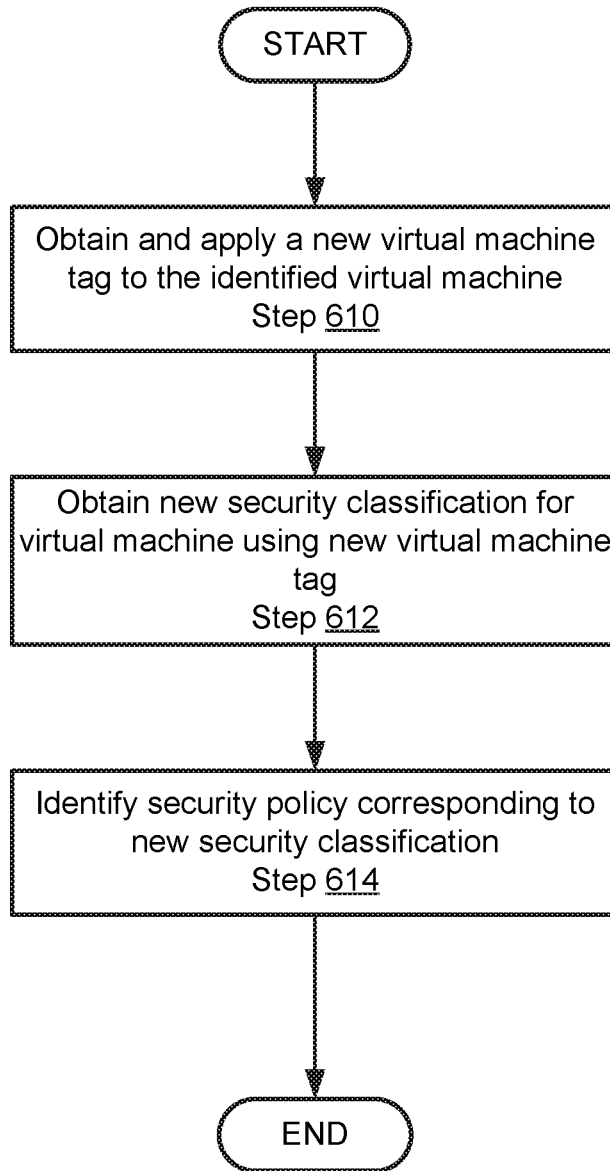 START
Obtain and apply a new virtual machine
tag to the identified virtual machine
Step 610
Obtain new security classification for
virtual machine using new virtual machine
tag
Step 612
Identify security policy corresponding to
new security classification
Step 614
END